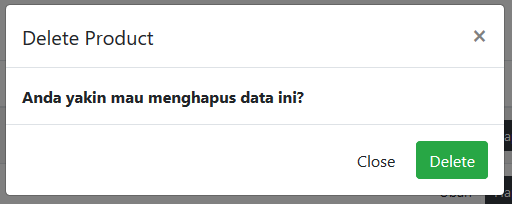 Delete Product
×
Anda yakin mau menghapus data ini?
Close
Delete